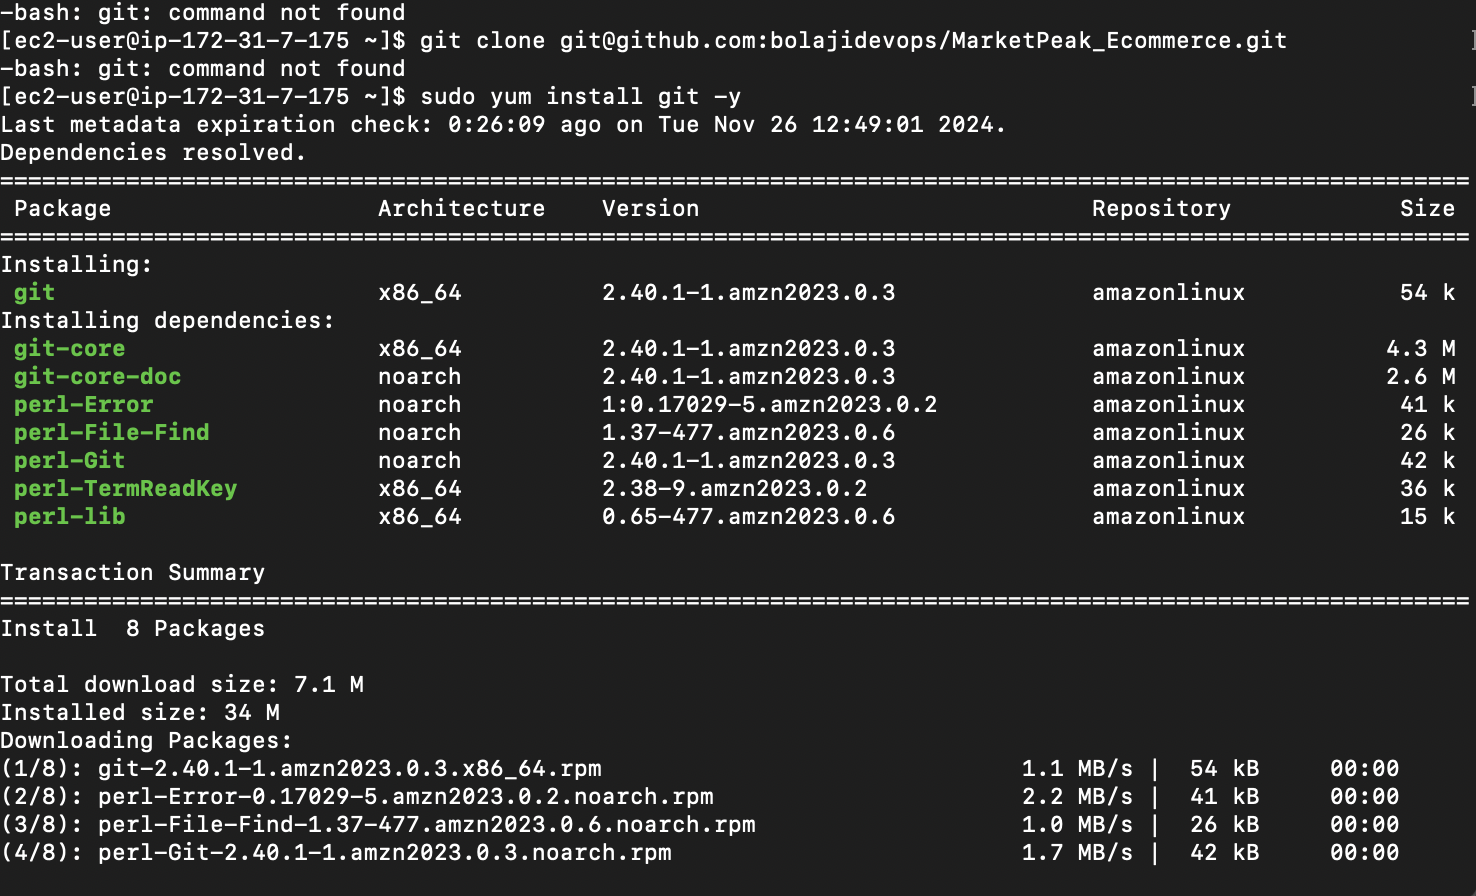 -bash: git: command not found
[ec2-user@ip-172-31-7-175 ~]$ git clone git@github.com:bolajidevops/MarketPeak_Ecommerce.git ]
-bash: git: command not found
[ec2-user@ip-172-31-7-175 ~]$ sudo yum install git -y ]
Last metadata expiration check: 0:26:09 ago on Tue Nov 26 12:49:01 2024.
Dependencies resolved.
=========================================================================================================
Package Architecture Version Repository Size
=========================================================================================================
Installing:
git x86_64 2.40.1-1.amzn2023.0.3 amazonlinux 54 k
Installing dependencies:
git-core x86_64 2.40.1-1.amzn2023.0.3 amazonlinux 4.3 M
git-core-doc noarch 2.40.1-1.amzn2023.0.3 amazonlinux 2.6 M
perl-Error noarch 1:0.17029-5.amzn2023.0.2 amazonlinux 41 k
perl-File-Find noarch 1.37-477.amzn2023.0.6 amazonlinux 26 k
perl-Git noarch 2.40.1-1.amzn2023.0.3 amazonlinux 42 k
perl-TermReadKey x86_64 2.38-9.amzn2023.0.2 amazonlinux 36 k
perl-lib x86_64 0.65-477.amzn2023.0.6 amazonlinux 15 k
Transaction Summary
=========================================================================================================
Install 8 Packages
Total download size: 7.1 M
Installed size: 34 M
Downloading Packages:
(1/8): git-2.40.1-1.amzn2023.0.3.x86_64.rpm 1.1 MB/s | 54 kB 00:00
(2/8): perl-Error-0.17029-5.amzn2023.0.2.noarch.rpm 2.2 MB/s | 41 kB 00:00
(3/8): perl-File-Find-1.37-477.amzn2023.0.6.noarch.rpm 1.0 MB/s | 26 kB 00:00
(4/8): perl-Git-2.40.1-1.amzn2023.0.3.noarch.rpm 1.7 MB/s | 42 kB 00:00